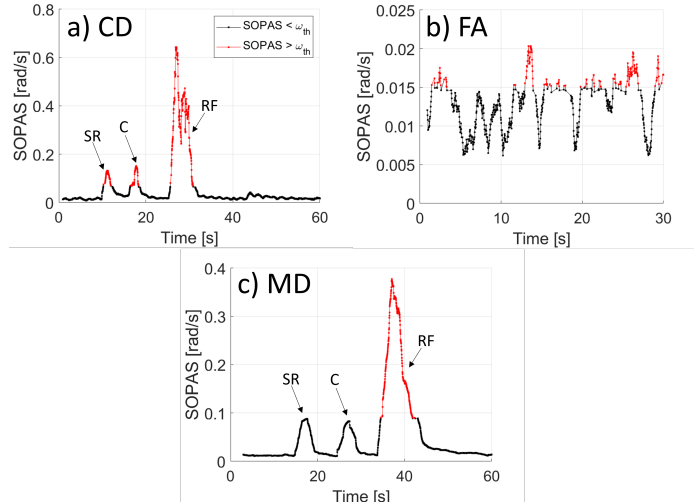 a) CD
SOPAS < ω_th
SOPAS > ω_th
SR
C
RF
0.8
0.6
0.4
0.2
0
0
20
40
60
SOPAS [rad/s]
Time [s]
b) FA
0.025
0.02
0.015
0.01
0.005
0
10
20
30
SOPAS [rad/s]
Time [s]
c) MD
SR
C
RF
0.4
0.3
0.2
0.1
0
0
20
40
60
SOPAS [rad/s]
Time [s]